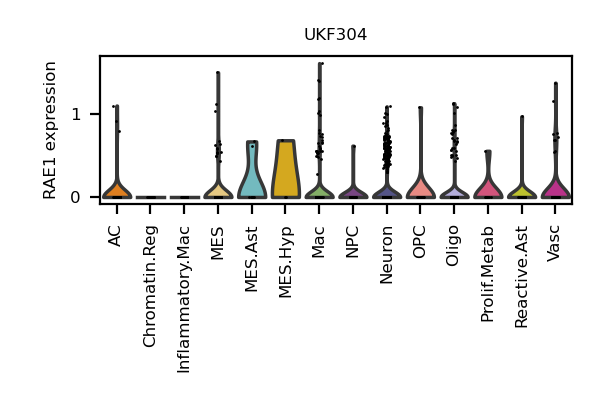 UKF304
RAE1 expression
1
0
AC
Chromatin.Reg
Inflammatory.Mac
MES
MES.Ast
MES.Hyp
Mac
NPC
Neuron
OPC
Oligo
Prolif.Metab
Reactive.Ast
Vasc